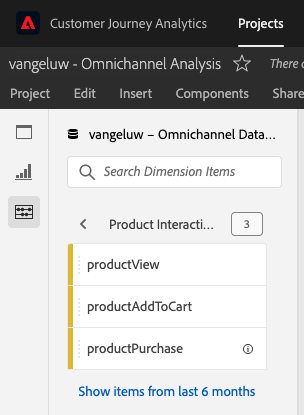 Customer Journey Analytics Projects
vangeluw - Omnichannel Analysis There
Project Edit Insert Components Share
vangeluw – Omnichannel Data...
Search Dimension Items
Product Interacti... 3
productView
productAddToCart
productPurchase
Show items from last 6 months